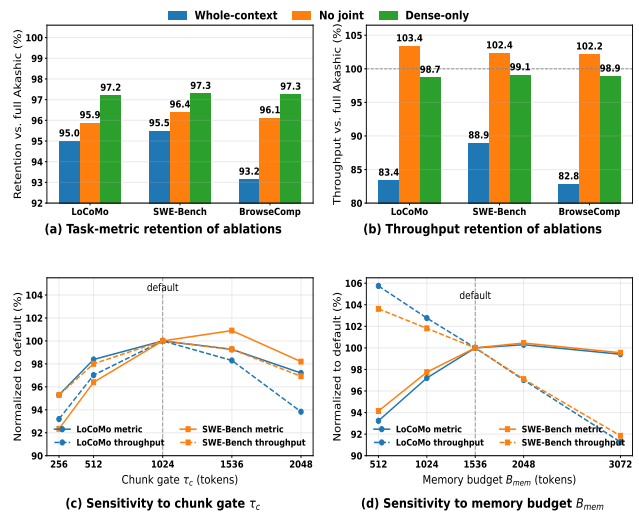 Whole-context No joint Dense-only
Retention vs. full Akashic (%)
100
99
98
97
96
95
94
93
92
95.0
95.9
97.2
95.5
96.4
97.3
93.2
96.1
97.3
LoCoMo SWE-Bench BrowseComp
(a) Task-metric retention of ablations
Throughput vs. full Akashic (%)
105
100
95
90
85
80
83.4
103.4
98.7
88.9
102.4
99.1
82.8
102.2
98.9
LoCoMo SWE-Bench BrowseComp
(b) Throughput retention of ablations
Normalized to default (%)
104
102
100
98
96
94
92
90
default
LoCoMo metric SWE-Bench metric
LoCoMo throughput SWE-Bench throughput
256 512 1024 1536 2048
Chunk gate τc (tokens)
(c) Sensitivity to chunk gate τc
Normalized to default (%)
106
104
102
100
98
96
94
92
90
default
LoCoMo metric SWE-Bench metric
LoCoMo throughput SWE-Bench throughput
512 1024 1536 2048 3072
Memory budget Bmem (tokens)
(d) Sensitivity to memory budget Bmem